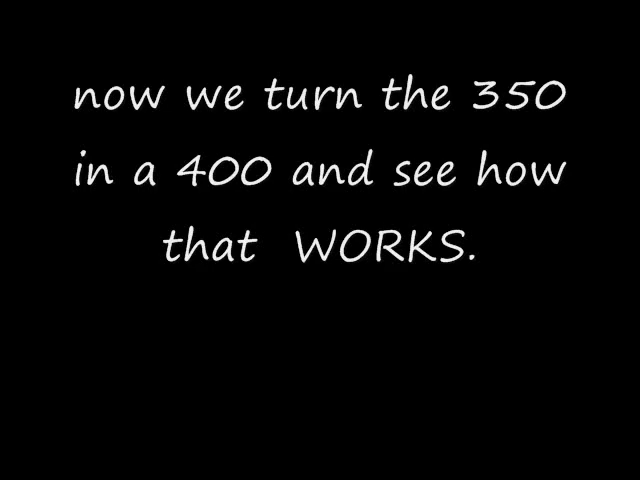 now we turn the 350
in a 400 and see how
that  WORKS.